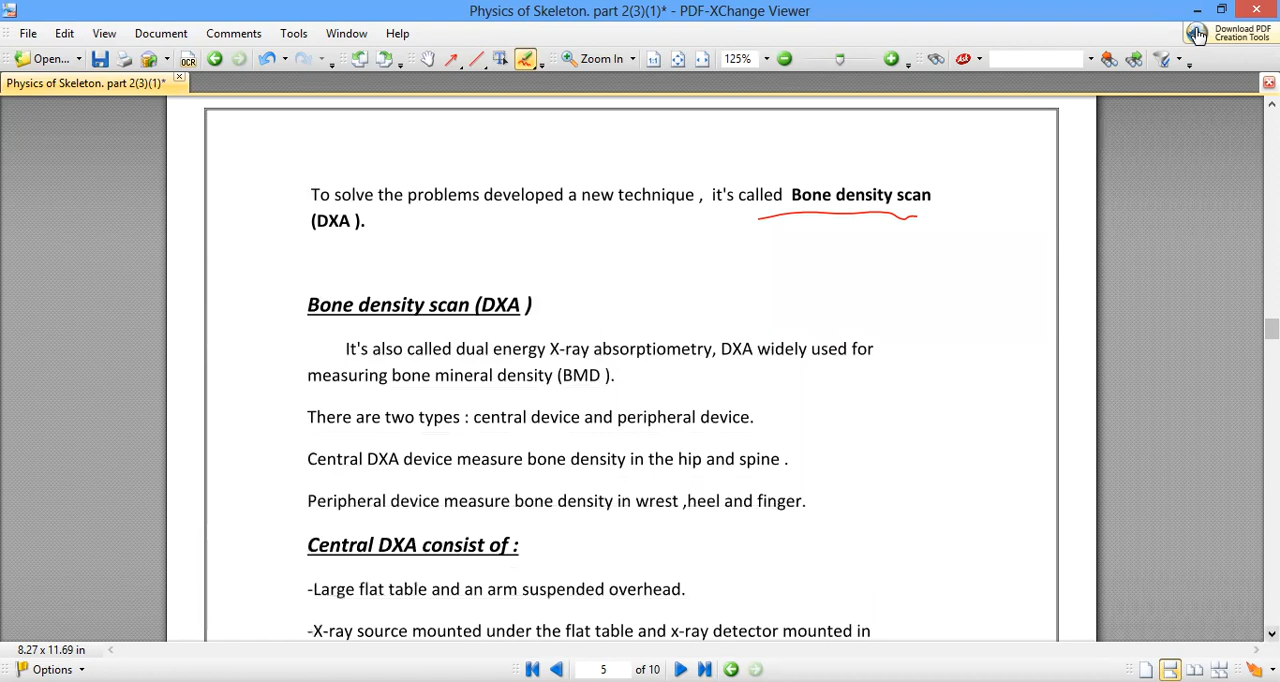 Physics of Skeleton. part 2(3)(1)* - PDF-XChange Viewer
File Edit View Document Comments Tools Window Help
Download PDF
Creation Tools
Open... OCR Zoom In 125%
Physics of Skeleton. part 2(3)(1)*
To solve the problems developed a new technique , it's called Bone density scan
(DXA ).
Bone density scan (DXA )
It's also called dual energy X-ray absorptiometry, DXA widely used for
measuring bone mineral density (BMD ).
There are two types : central device and peripheral device.
Central DXA device measure bone density in the hip and spine .
Peripheral device measure bone density in wrest ,heel and finger.
Central DXA consist of :
-Large flat table and an arm suspended overhead.
-X-ray source mounted under the flat table and x-ray detector mounted in
8.27 x 11.69 in
Options 5 of 10